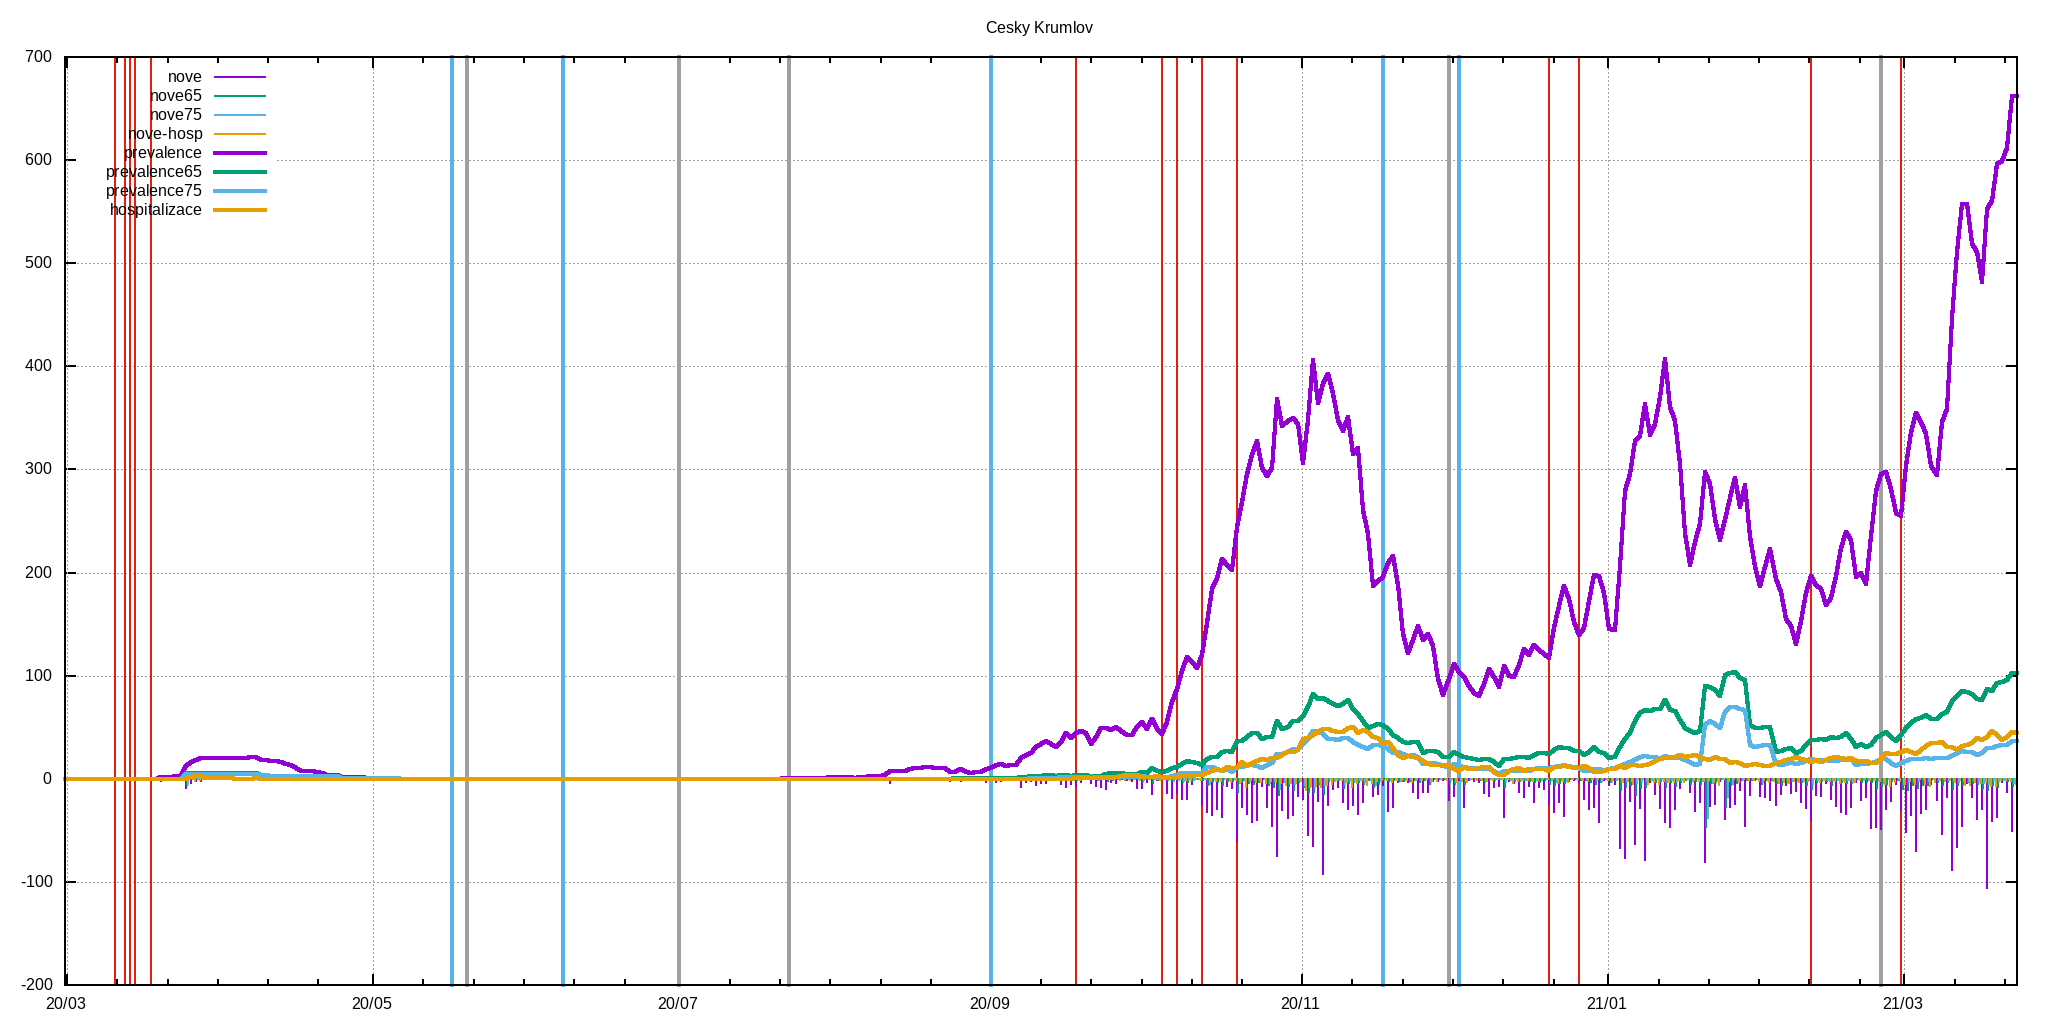 Cesky Krumlov
700
600
500
400
300
200
100
0
-100
-200
nove
nove65
nove75
nove-hosp
prevalence
prevalence65
prevalence75
hospitalizace
20/03
20/05
20/07
20/09
20/11
21/01
21/03